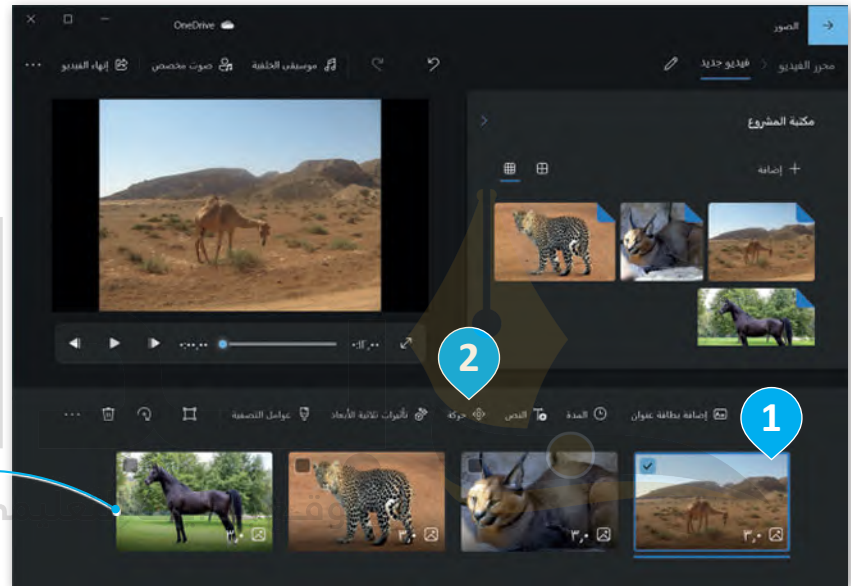 الصور
OneDrive
محرر الفيديو
فيديو جديد
موسيقى الخلفية
صوت مخصص
إنهاء الفيديو
مكتبة المشروع
+ إضافة
٠:٠٠,٠٠
٠:١٢,٠٠
2
1
إضافة بطاقة عنوان
المدة
النص
حركة
تأثيرات ثلاثية الأبعاد
عوامل التصفية
٣,٠
٣,٠
٣,٠
٣,٠